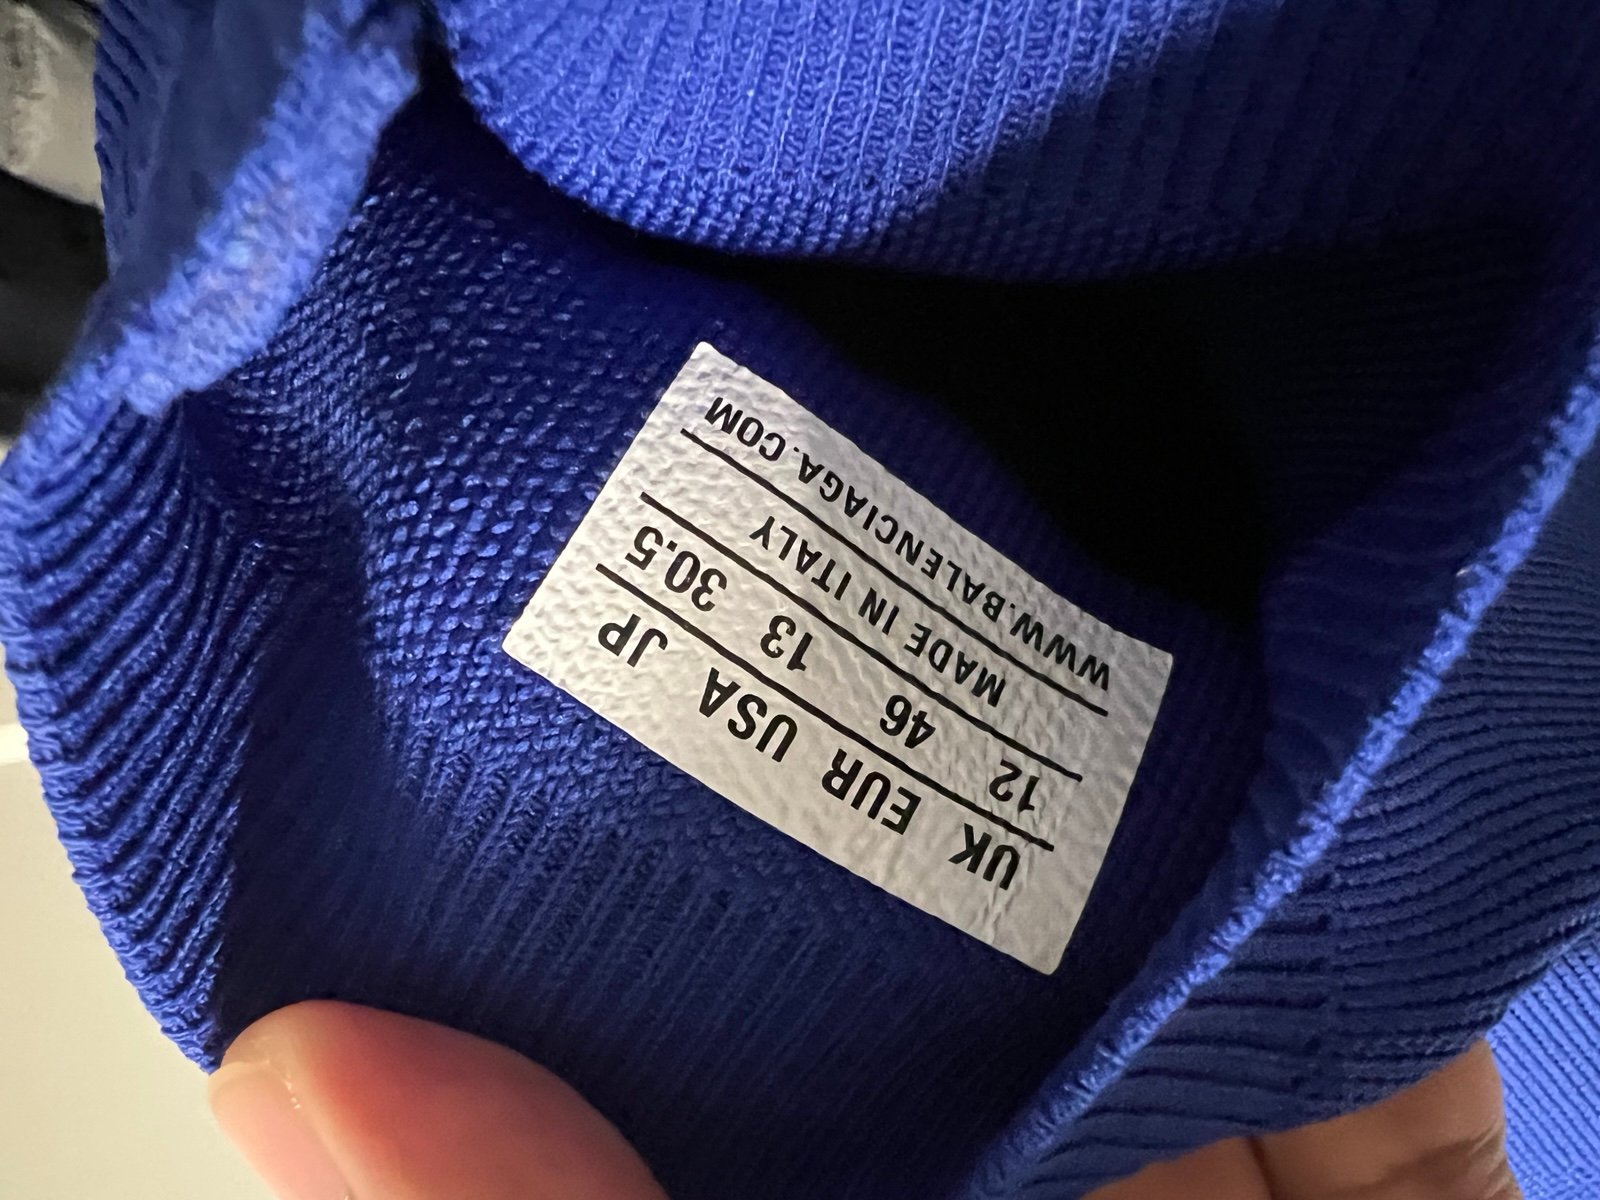 UK EUR USA JP
12 46 13 30.5
MADE IN ITALY
WWW.BALENCIAGA.COM